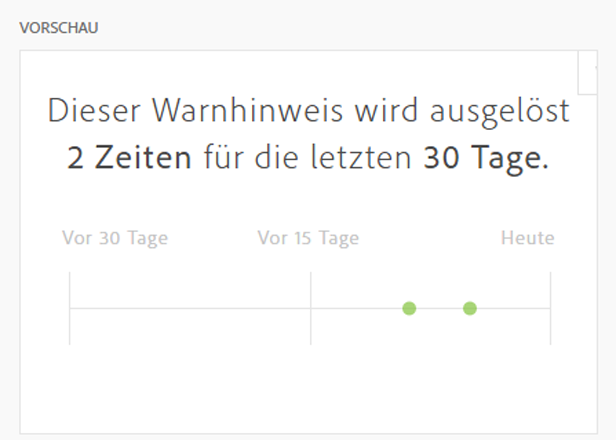 VORSCHAU
Dieser Warnhinweis wird ausgelöst
2 Zeiten für die letzten 30 Tage.
Vor 30 Tage Vor 15 Tage Heute